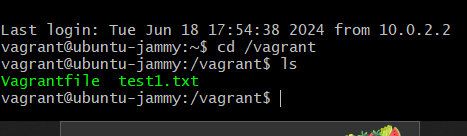 Last login: Tue Jun 18 17:54:38 2024 from 10.0.2.2
vagrant@ubuntu-jammy:~$ cd /vagrant
vagrant@ubuntu-jammy:/vagrant$ ls
Vagrantfile  test1.txt
vagrant@ubuntu-jammy:/vagrant$